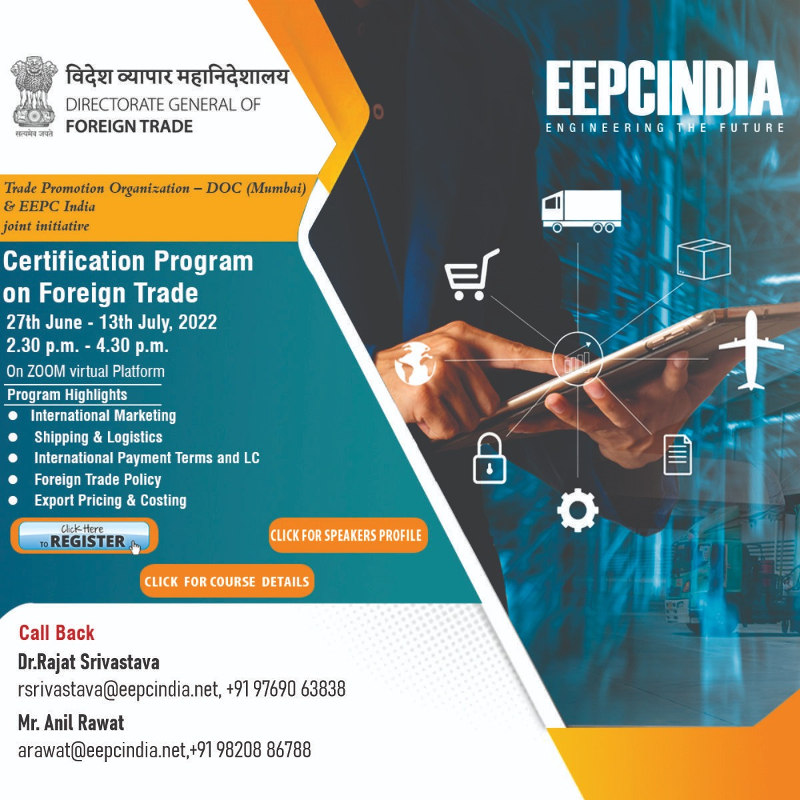 विदेश व्यापार महानिदेशालय
DIRECTORATE GENERAL OF
FOREIGN TRADE
सत्यमेव जयते
EEPCINDIA
ENGINEERING THE FUTURE
Trade Promotion Organization – DOC (Mumbai)
& EEPC India
joint initiative
Certification Program
on Foreign Trade
27th June - 13th July, 2022
2.30 p.m. - 4.30 p.m.
On ZOOM virtual Platform
Program Highlights
● International Marketing
● Shipping & Logistics
● International Payment Terms and LC
● Foreign Trade Policy
● Export Pricing & Costing
Click Here
TO REGISTER
CLICK FOR SPEAKERS PROFILE
CLICK FOR COURSE DETAILS
Call Back
Dr.Rajat Srivastava
rsrivastava@eepcindia.net, +91 97690 63838
Mr. Anil Rawat
arawat@eepcindia.net,+91 98208 86788